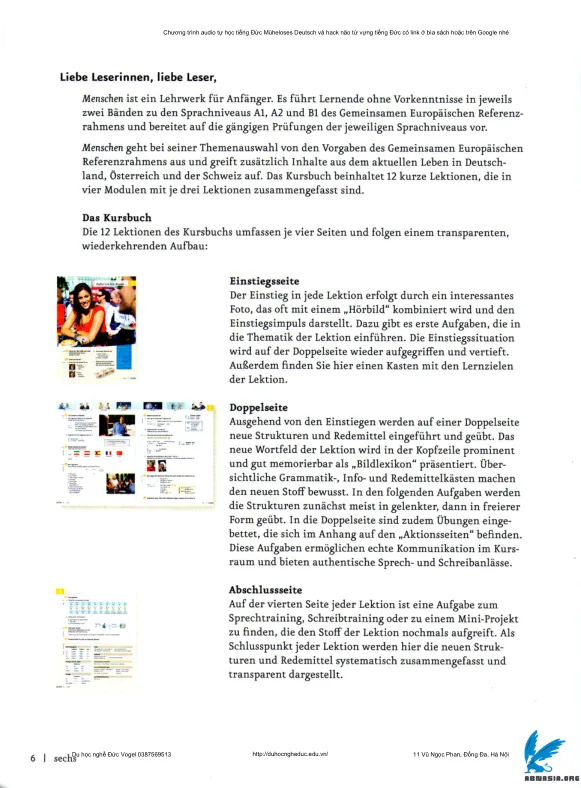 Chương trình audio tự học tiếng Đức Müheloses Deutsch và hack não từ vựng tiếng Đức có link ở bìa sách hoặc trên Google nhé
Liebe Leserinnen, liebe Leser,
Menschen ist ein Lehrwerk für Anfänger. Es führt Lernende ohne Vorkenntnisse in jeweils
zwei Bänden zu den Sprachniveaus A1, A2 und B1 des Gemeinsamen Europäischen Referenz-
rahmens und bereitet auf die gängigen Prüfungen der jeweiligen Sprachniveaus vor.
Menschen geht bei seiner Themenauswahl von den Vorgaben des Gemeinsamen Europäischen
Referenzrahmens aus und greift zusätzlich Inhalte aus dem aktuellen Leben in Deutsch-
land, Österreich und der Schweiz auf. Das Kursbuch beinhaltet 12 kurze Lektionen, die in
vier Modulen mit je drei Lektionen zusammengefasst sind.
Das Kursbuch
Die 12 Lektionen des Kursbuchs umfassen je vier Seiten und folgen einem transparenten,
wiederkehrenden Aufbau:
Einstiegsseite
Der Einstieg in jede Lektion erfolgt durch ein interessantes
Foto, das oft mit einem „Hörbild“ kombiniert wird und den
Einstiegsimpuls darstellt. Dazu gibt es erste Aufgaben, die in
die Thematik der Lektion einführen. Die Einstiegssituation
wird auf der Doppelseite wieder aufgegriffen und vertieft.
Außerdem finden Sie hier einen Kasten mit den Lernzielen
der Lektion.
Doppelseite
Ausgehend von den Einstiegen werden auf einer Doppelseite
neue Strukturen und Redemittel eingeführt und geübt. Das
neue Wortfeld der Lektion wird in der Kopfzeile prominent
und gut memorierbar als „Bildlexikon“ präsentiert. Über-
sichtliche Grammatik-, Info- und Redemittelkästen machen
den neuen Stoff bewusst. In den folgenden Aufgaben werden
die Strukturen zunächst meist in gelenkter, dann in freierer
Form geübt. In die Doppelseite sind zudem Übungen einge-
bettet, die sich im Anhang auf den „Aktionsseiten“ befinden.
Diese Aufgaben ermöglichen echte Kommunikation im Kurs-
raum und bieten authentische Sprech- und Schreibanlässe.
Abschlussseite
Auf der vierten Seite jeder Lektion ist eine Aufgabe zum
Sprechtraining, Schreibtraining oder zu einem Mini-Projekt
zu finden, die den Stoff der Lektion nochmals aufgreift. Als
Schlusspunkt jeder Lektion werden hier die neuen Struk-
turen und Redemittel systematisch zusammengefasst und
transparent dargestellt.
6 | sechs
Du học nghề Đức Vogel 0387569513
http://duhocngheduc.edu.vn/
11 Vũ Ngọc Phan, Đống Đa, Hà Nội
ABWASIA.ORG